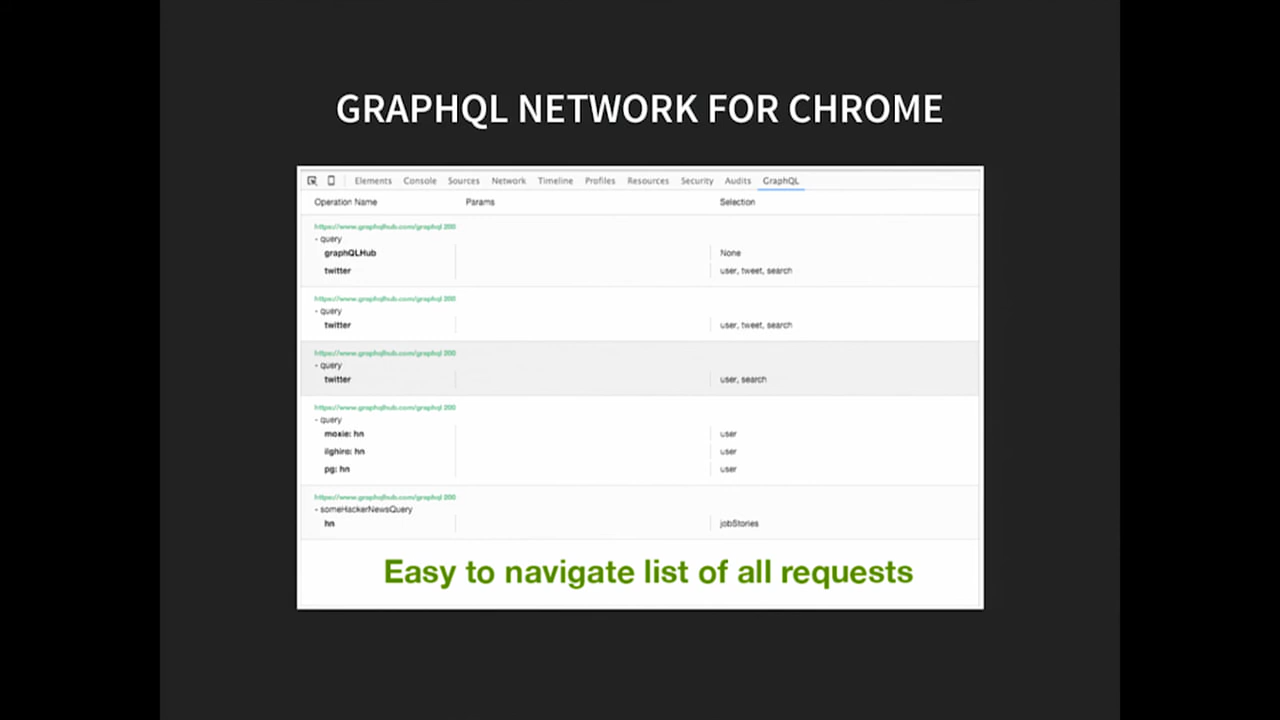 GRAPHQL NETWORK FOR CHROME
Elements Console Sources Network Timeline Profiles Resources Security Audits GraphQL
Operation Name Params Selection
https://www.graphqlhub.com/graphql 200
- query
graphQLHub None
twitter user, tweet, search
https://www.graphqlhub.com/graphql 200
- query
twitter user, tweet, search
https://www.graphqlhub.com/graphql 200
- query
twitter user, search
https://www.graphqlhub.com/graphql 200
- query
moxie: hn user
hn user
pg: hn user
https://www.graphqlhub.com/graphql 200
- someHackerNewsQuery
hn jobStories
Easy to navigate list of all requests